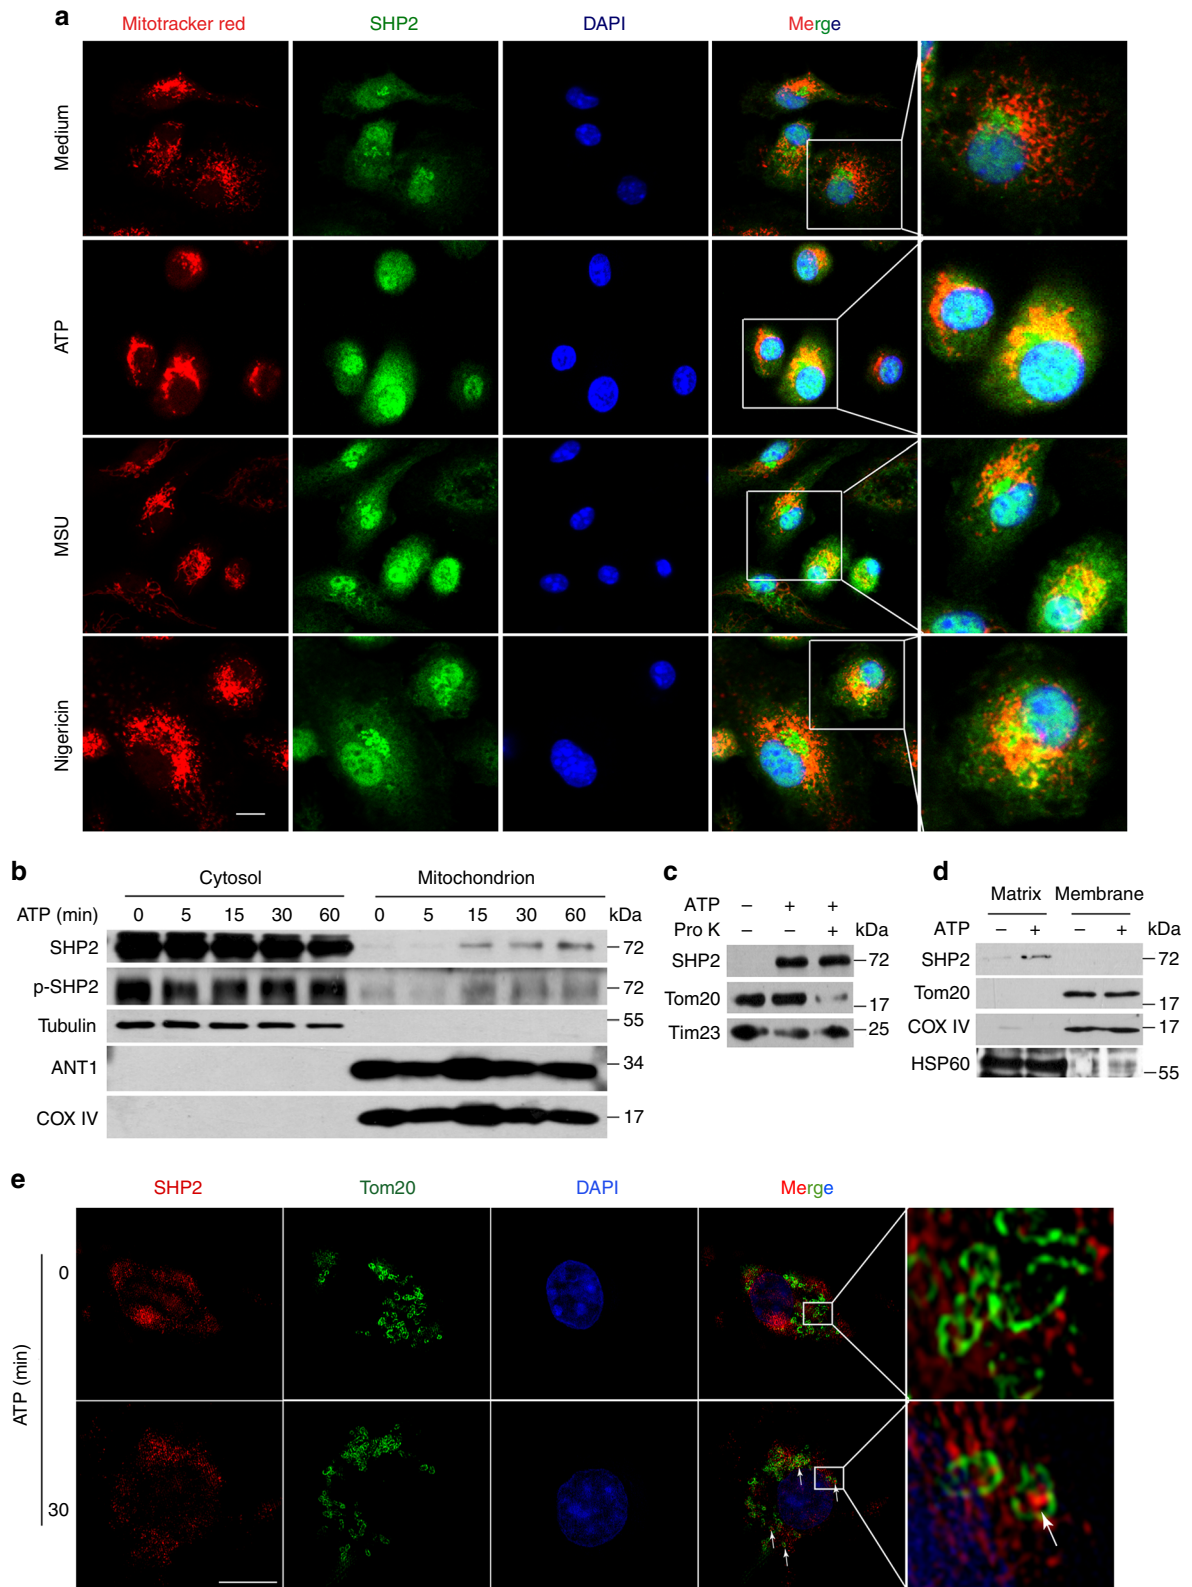 a
Mitotracker red SHP2 DAPI Merge
Medium
ATP
MSU
Nigericin
b
Cytosol Mitochondrion
ATP (min) 0 5 15 30 60 0 5 15 30 60 kDa
SHP2 72
p-SHP2 72
Tubulin 55
ANT1 34
COX IV 17
c
ATP – + +
Pro K – – + kDa
SHP2 72
Tom20 17
Tim23 25
d
Matrix Membrane
ATP – + – + kDa
SHP2 72
Tom20 17
COX IV 17
HSP60 55
e
SHP2 Tom20 DAPI Merge
ATP (min)
0
30